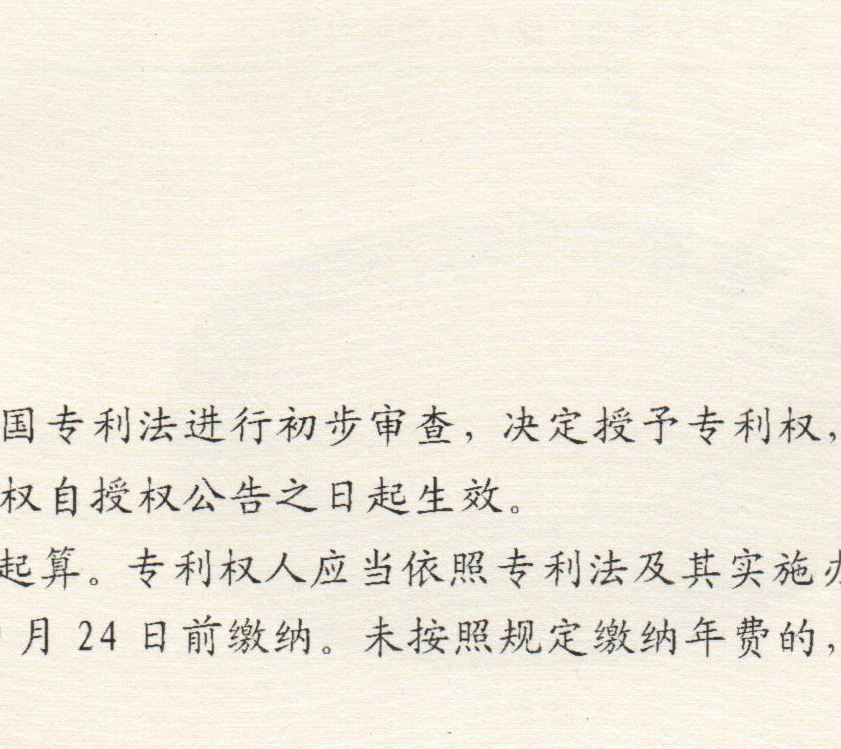 国专利法进行初步审查，决定授予专利权，
权自授权公告之日起生效。
起算。专利权人应当依照专利法及其实施
月 24 日前缴纳。未按照规定缴纳年费的，